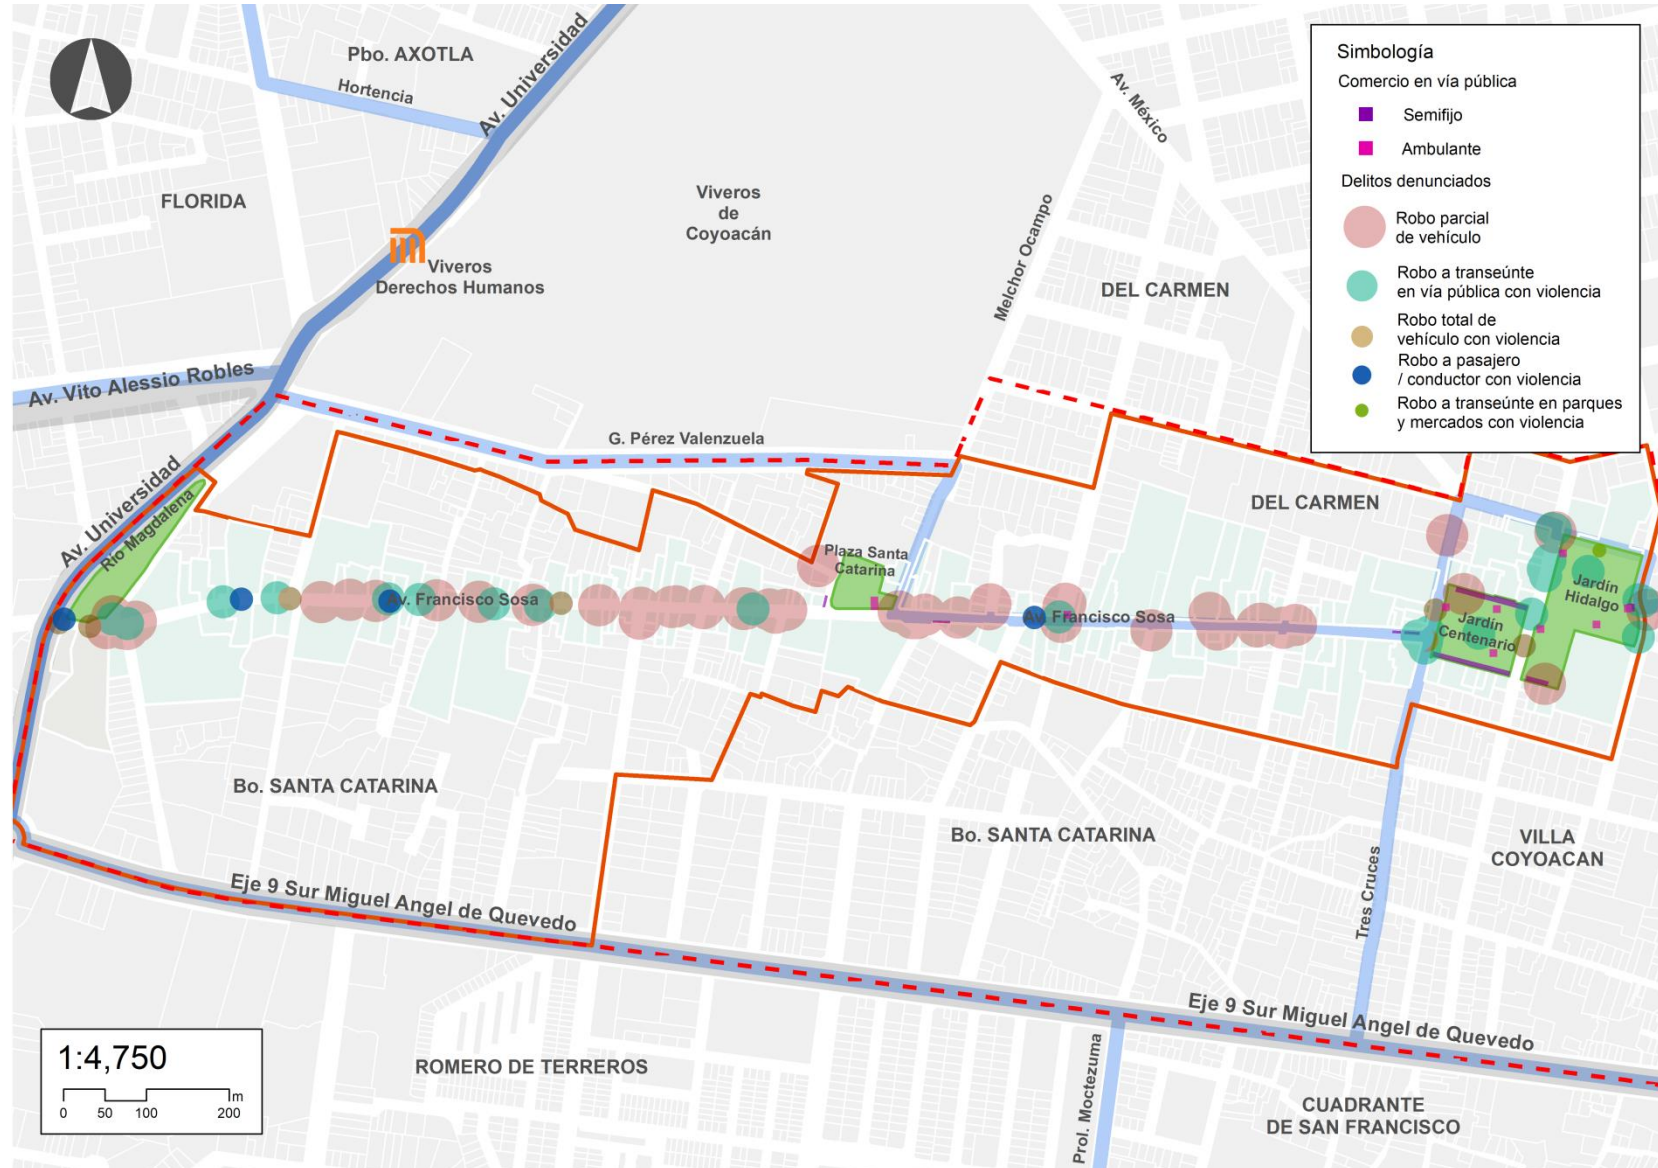 Pbo. AXOTLA
Hortencia
Av. Universidad
Av. México
FLORIDA
Viveros
de
Coyoacán
Viveros
Derechos Humanos
Melchor Ocampo
DEL CARMEN
Av. Vito Alessio Robles
G. Pérez Valenzuela
Av. Universidad
Río Magdalena
DEL CARMEN
Plaza Santa
Catarina
Av. Francisco Sosa
Av. Francisco Sosa
Jardín
Hidalgo
Jardín
Centenario
Bo. SANTA CATARINA
Bo. SANTA CATARINA
VILLA
COYOACAN
Tres Cruces
Eje 9 Sur Miguel Angel de Quevedo
Eje 9 Sur Miguel Angel de Quevedo
ROMERO DE TERREROS
Prol. Moctezuma
CUADRANTE
DE SAN FRANCISCO
Simbología
Comercio en vía pública
Semifijo
Ambulante
Delitos denunciados
Robo parcial
de vehículo
Robo a transeúnte
en vía pública con violencia
Robo total de
vehículo con violencia
Robo a pasajero
/ conductor con violencia
Robo a transeúnte en parques
y mercados con violencia
1:4,750
m
0 50 100 200